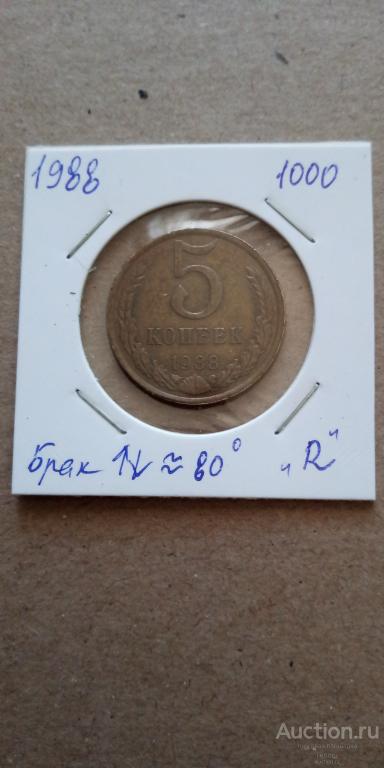 1988 1000
5
КОПЕЕК
1988
брак ↑↓ ≈ 80° „R"
Auction.ru